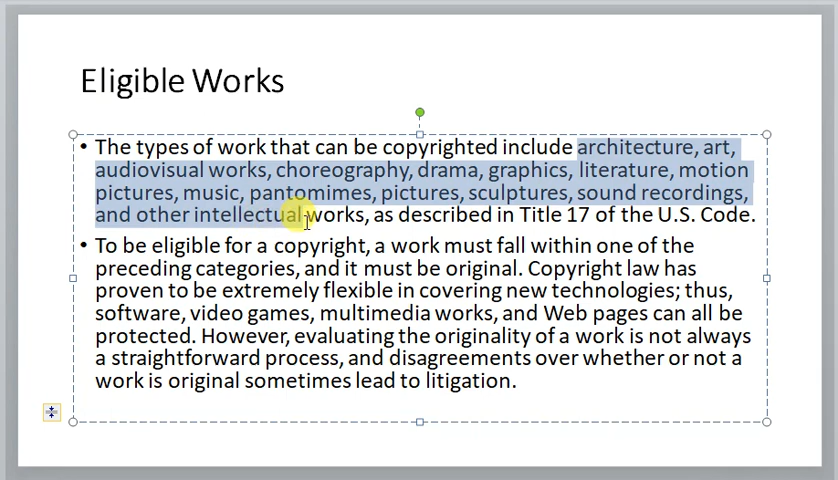 Eligible Works
• The types of work that can be copyrighted include architecture, art,
audiovisual works, choreography, drama, graphics, literature, motion
pictures, music, pantomimes, pictures, sculptures, sound recordings,
and other intellectual works, as described in Title 17 of the U.S. Code.
• To be eligible for a copyright, a work must fall within one of the
preceding categories, and it must be original. Copyright law has
proven to be extremely flexible in covering new technologies; thus,
software, video games, multimedia works, and Web pages can all be
protected. However, evaluating the originality of a work is not always
a straightforward process, and disagreements over whether or not a
work is original sometimes lead to litigation.